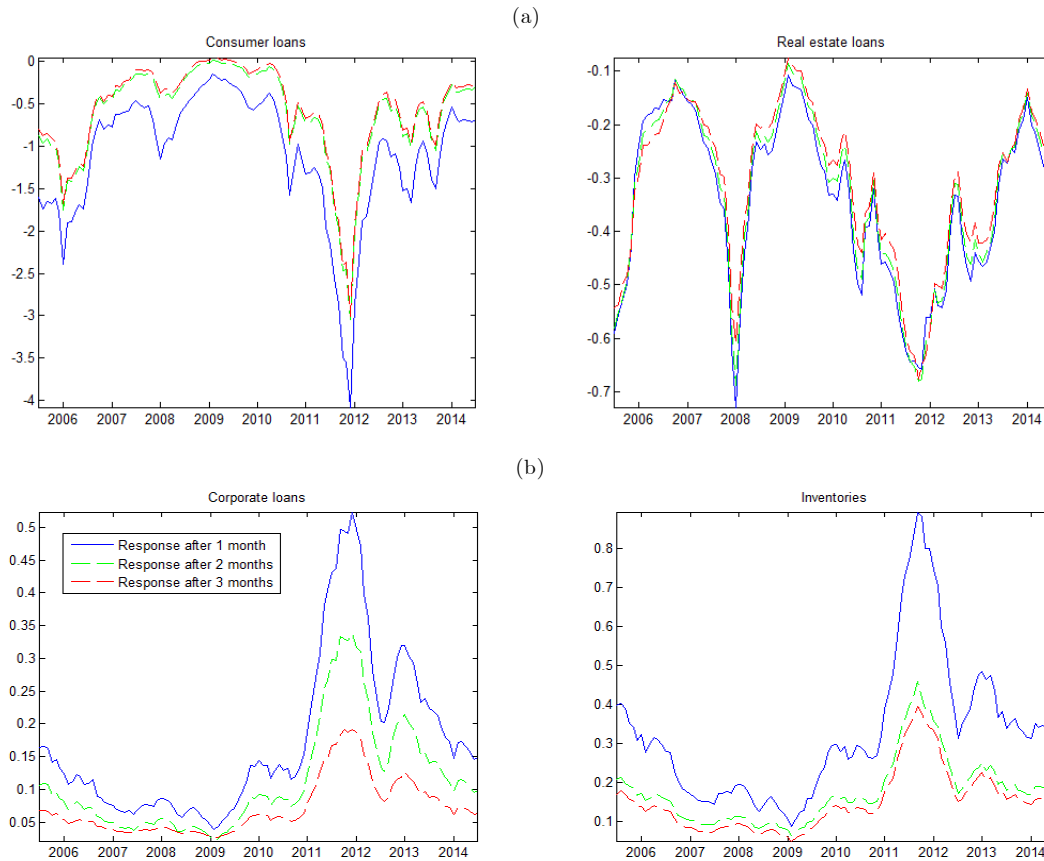 (a)
Consumer loans
0
-0.5
-1
-1.5
-2
-2.5
-3
-3.5
-4
2006 2007 2008 2009 2010 2011 2012 2013 2014
Real estate loans
-0.1
-0.2
-0.3
-0.4
-0.5
-0.6
-0.7
2006 2007 2008 2009 2010 2011 2012 2013 2014
(b)
Corporate loans
0.5
0.45
0.4
0.35
0.3
0.25
0.2
0.15
0.1
0.05
Response after 1 month
Response after 2 months
Response after 3 months
2006 2007 2008 2009 2010 2011 2012 2013 2014
Inventories
0.8
0.7
0.6
0.5
0.4
0.3
0.2
0.1
2006 2007 2008 2009 2010 2011 2012 2013 2014